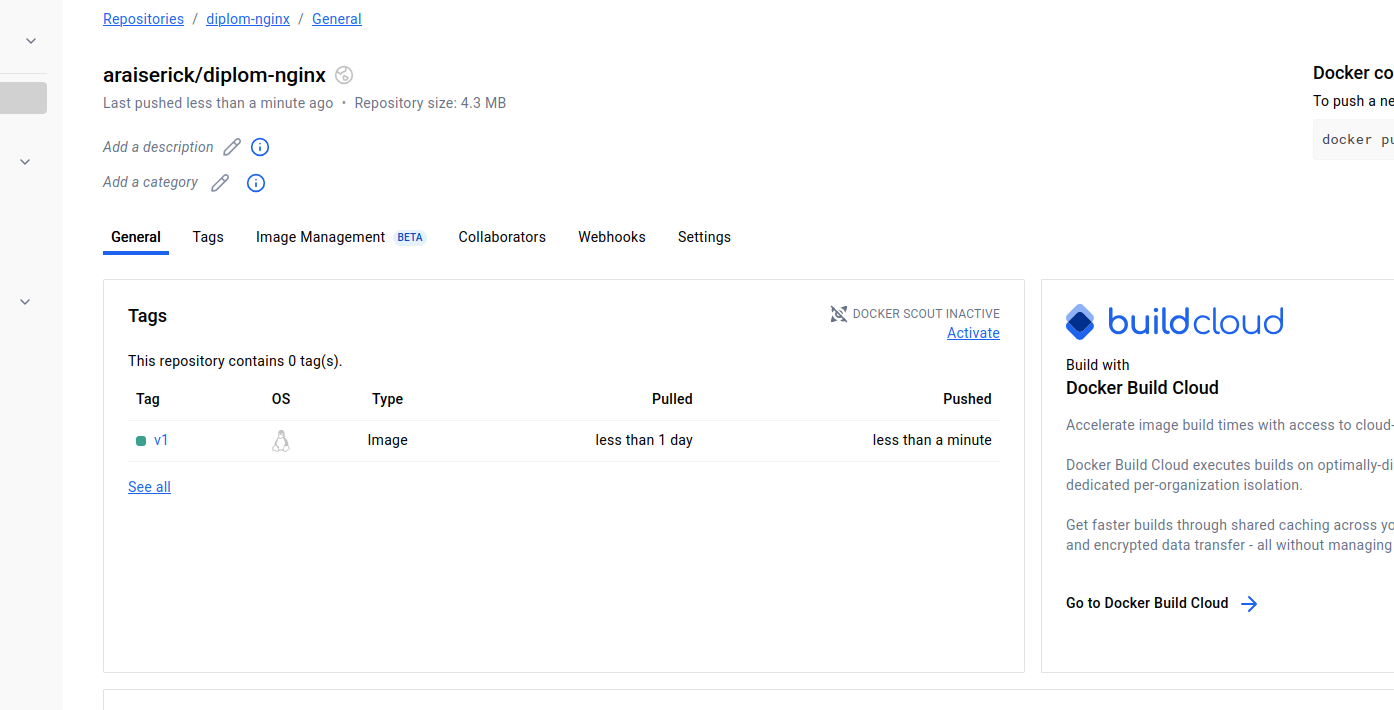 Repositories / diplom-nginx / General
araiserick/diplom-nginx
Last pushed less than a minute ago • Repository size: 4.3 MB
Add a description
Add a category
General Tags Image Management BETA Collaborators Webhooks Settings
Tags
DOCKER SCOUT INACTIVE
Activate
This repository contains 0 tag(s).
Tag OS Type Pulled Pushed
v1 Image less than 1 day less than a minute
See all
Docker co
To push a ne
docker pu
buildcloud
Build with
Docker Build Cloud
Accelerate image build times with access to cloud-
Docker Build Cloud executes builds on optimally-di
dedicated per-organization isolation.
Get faster builds through shared caching across yo
and encrypted data transfer - all without managing
Go to Docker Build Cloud